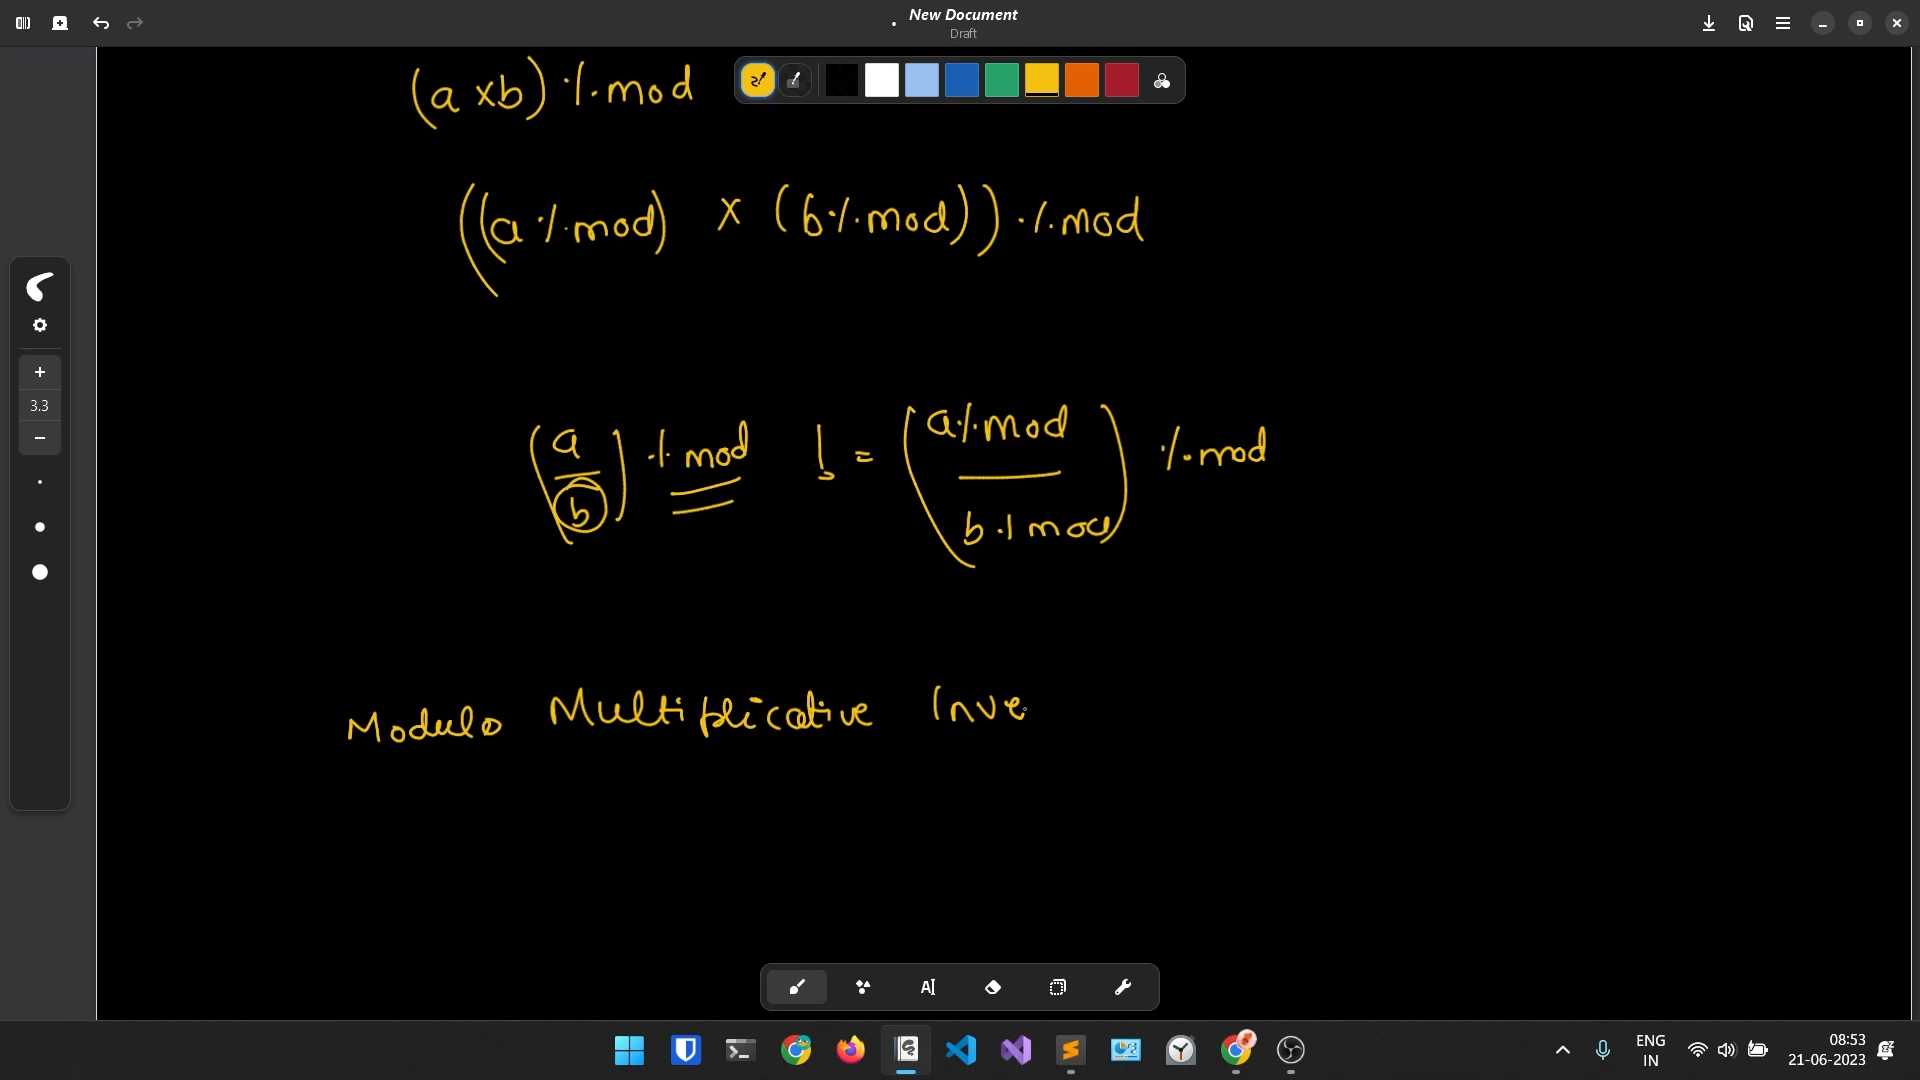 New Document
Draft
(a x b) % mod
((a % mod) x (b % mod)) % mod
3.3
(a/b) % mod != (a % mod / b % mod) % mod
Modulo Multiplicative Inve
ENG
IN
08:53
21-06-2023